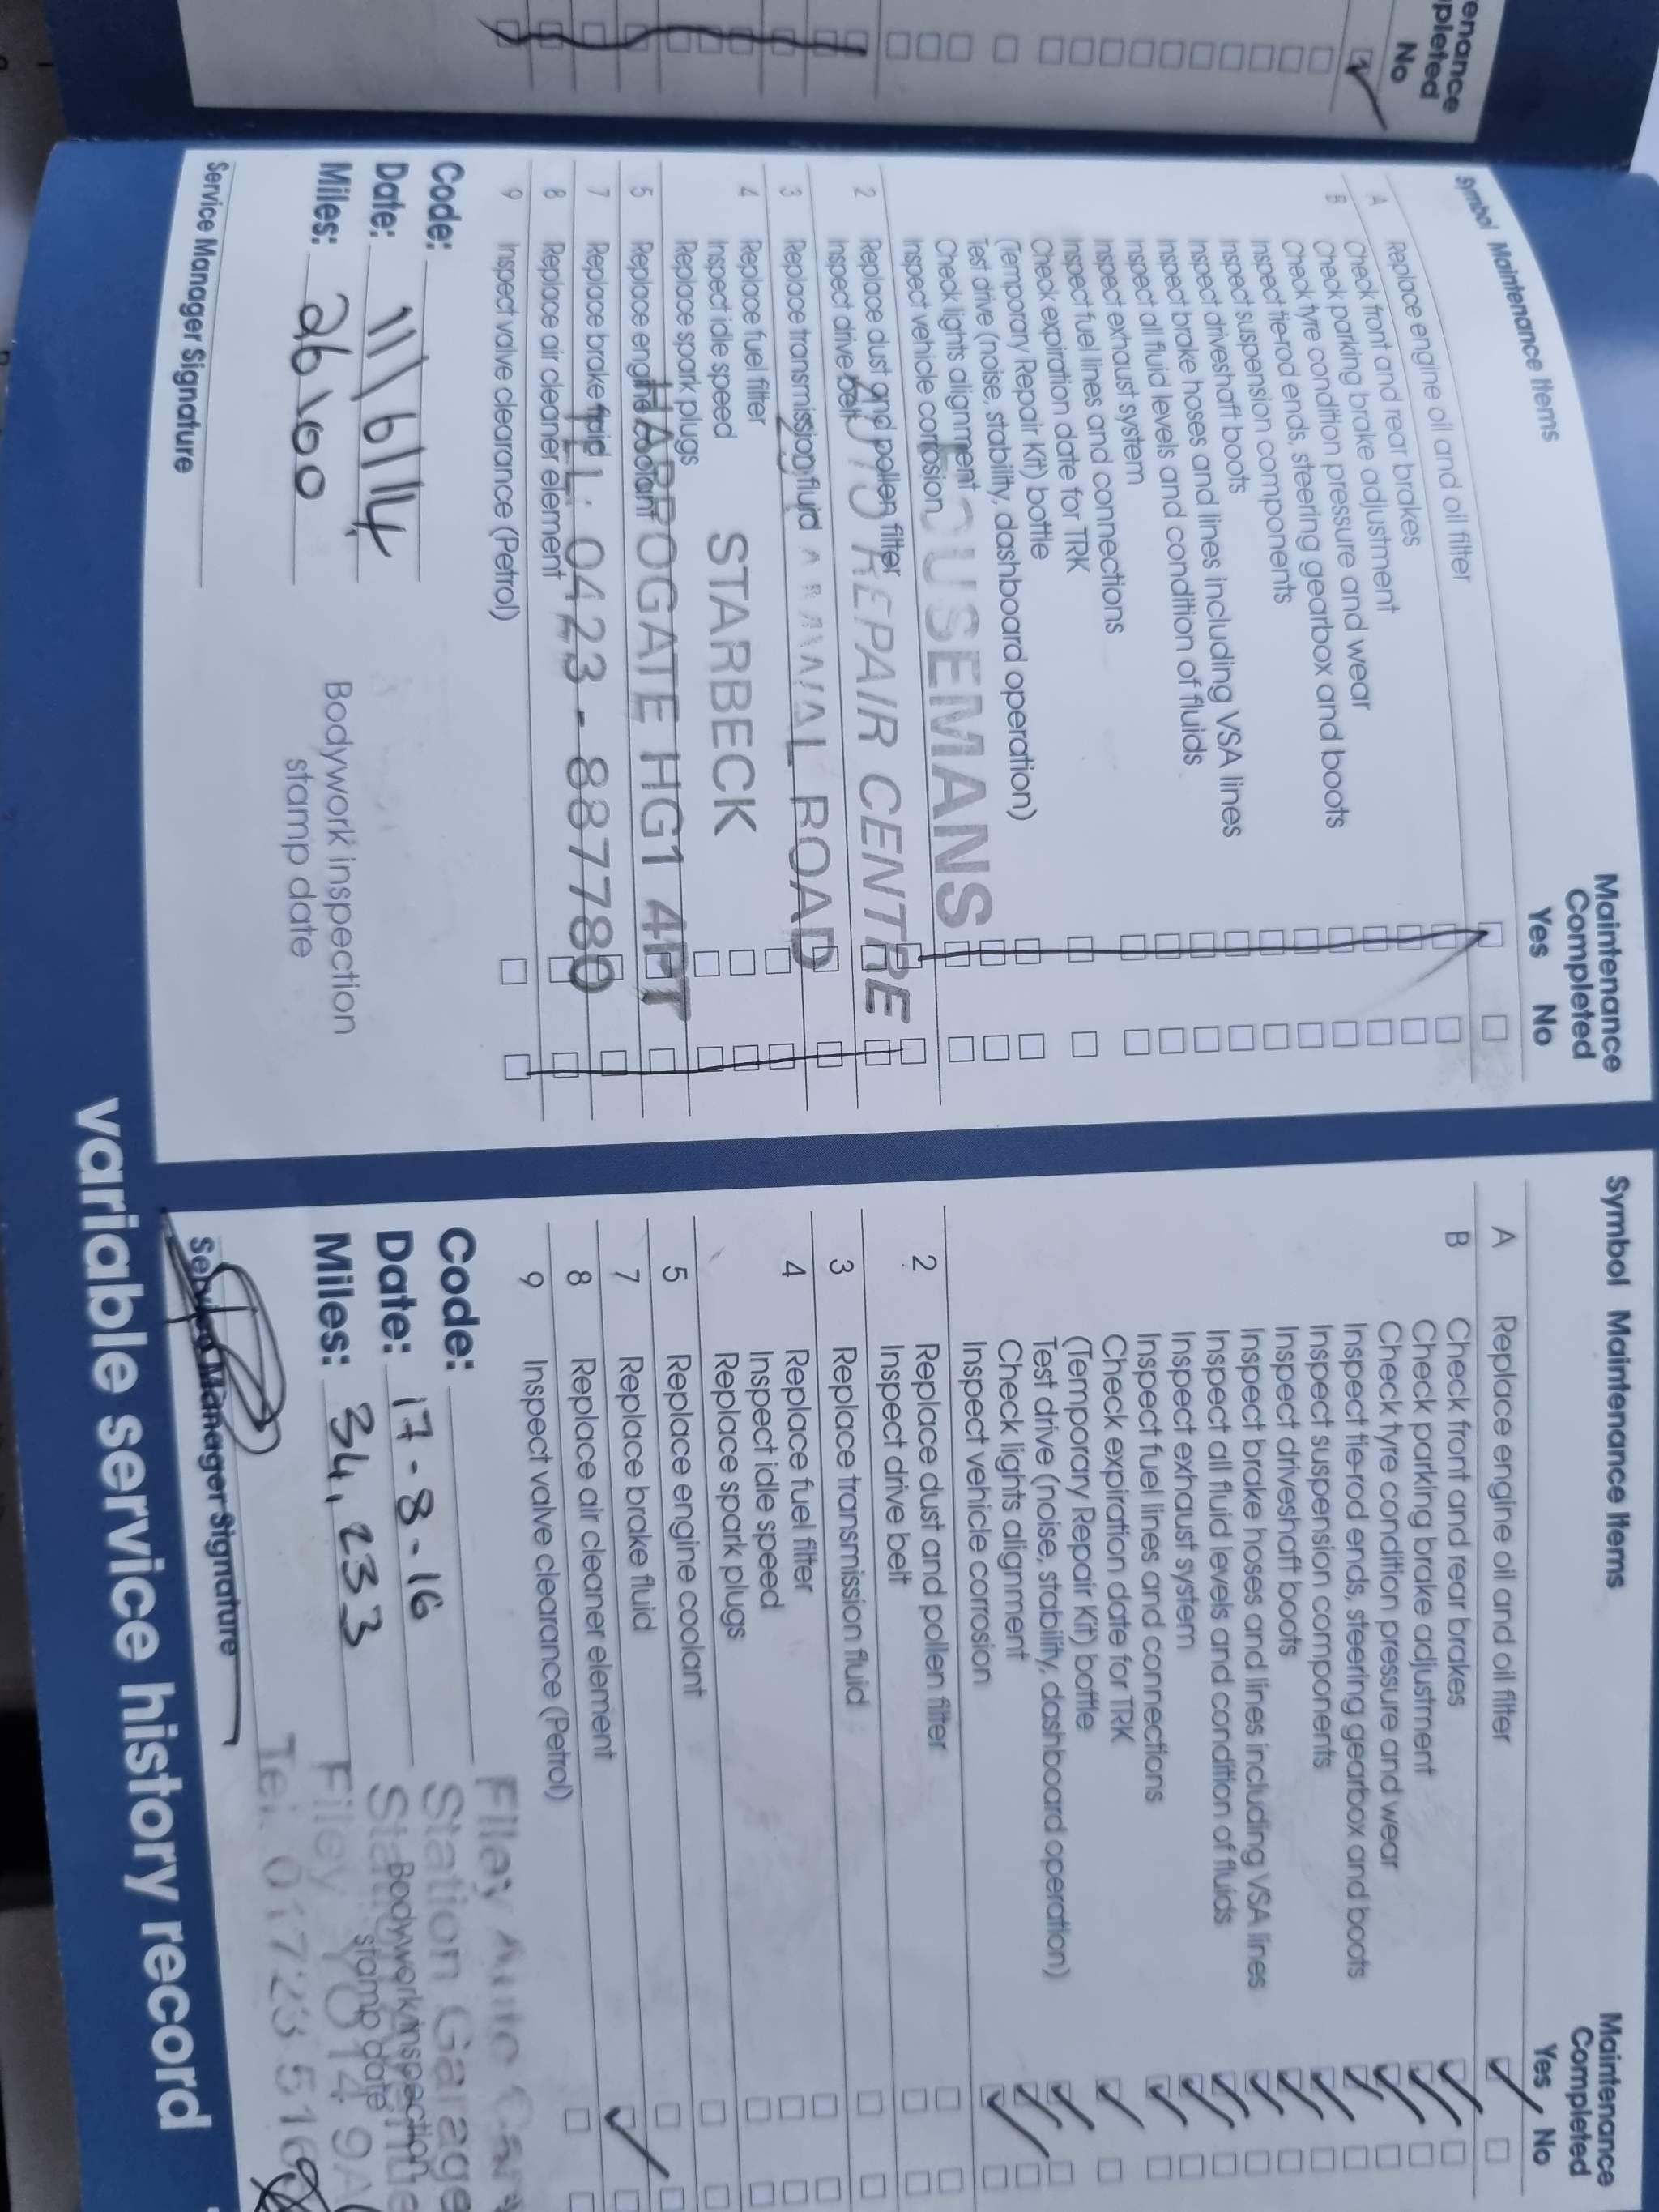 enance
pleted
No
Symbol Maintenance Items
Maintenance
Completed
Yes No
A Replace engine oil and oil filter
B Check front and rear brakes
Check parking brake adjustment
Check tyre condition pressure and wear
Inspect tie-rod ends, steering gearbox and boots
Inspect suspension components
Inspect driveshaft boots
Inspect brake hoses and lines including VSA lines
Inspect all fluid levels and condition of fluids
Inspect exhaust system
Inspect fuel lines and connections
Check expiration date for TRK
(Temporary Repair Kit) bottle
Test drive (noise, stability, dashboard operation)
Check lights alignment
Inspect vehicle corrosion
2 Replace dust and pollen filter
Inspect drive belt
3 Replace transmission fluid
4 Replace fuel filter
Inspect idle speed
Replace spark plugs
5 Replace engine coolant
7 Replace brake fluid
8 Replace air cleaner element
9 Inspect valve clearance (Petrol)
REPAIR CENTRE
ROAD
STARBECK
HARROGATE HG1 4PT
0423-887780
Code:
Date: 11/6/14
Miles: 26100
Bodywork inspection
stamp date
Service Manager Signature
Symbol Maintenance Items
Maintenance
Completed
Yes No
A Replace engine oil and oil filter
B Check front and rear brakes
Check parking brake adjustment
Check tyre condition pressure and wear
Inspect tie-rod ends, steering gearbox and boots
Inspect suspension components
Inspect driveshaft boots
Inspect brake hoses and lines including VSA lines
Inspect all fluid levels and condition of fluids
Inspect exhaust system
Inspect fuel lines and connections
Check expiration date for TRK
(Temporary Repair Kit) bottle
Test drive (noise, stability, dashboard operation)
Check lights alignment
Inspect vehicle corrosion
2 Replace dust and pollen filter
Inspect drive belt
3 Replace transmission fluid
4 Replace fuel filter
Inspect idle speed
Replace spark plugs
5 Replace engine coolant
7 Replace brake fluid
8 Replace air cleaner element
9 Inspect valve clearance (Petrol)
Code:
Date: 17-8-16
Miles: 34,233
Filey
Station Garage
Filey
Tel. 01723 516
Bodywork inspection
stamp date
Service Manager Signature
variable service history record